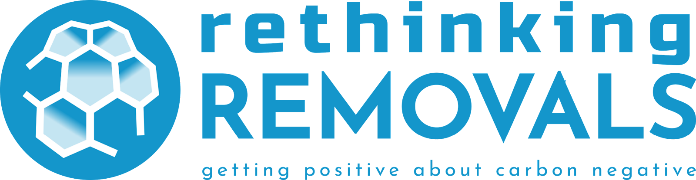 rethinking
REMOVALS
getting positive about carbon negative